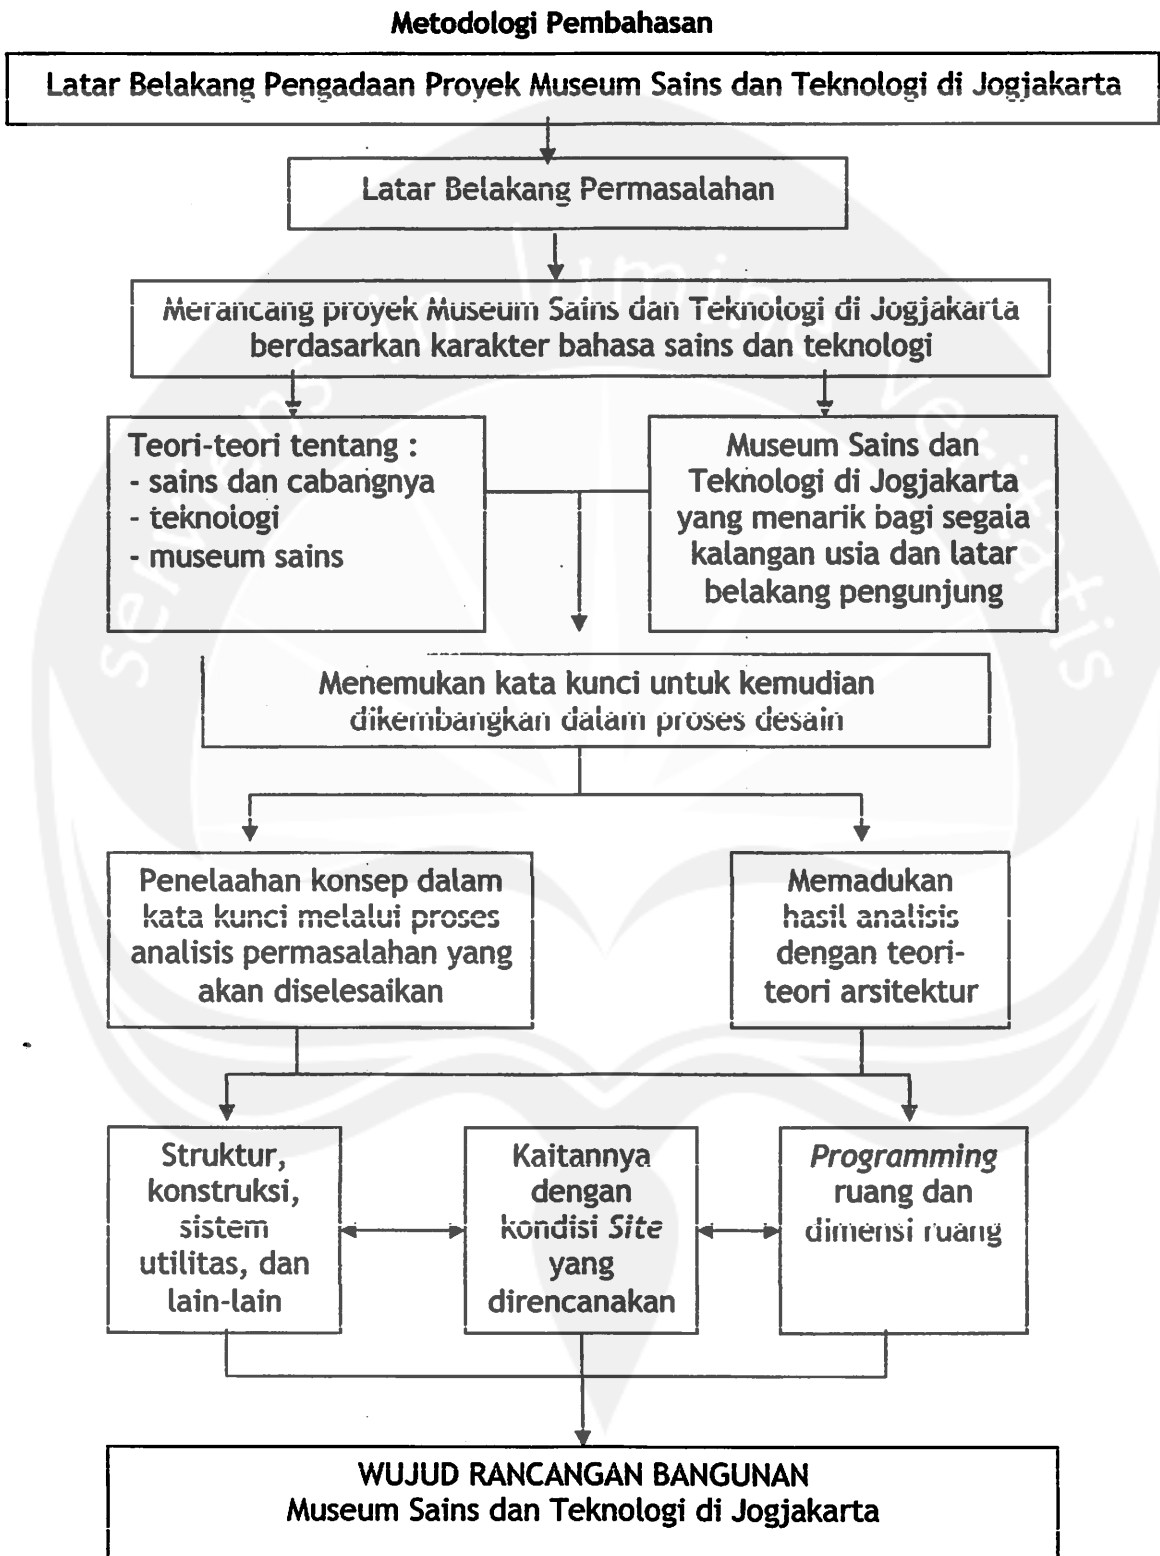 Metodologi Pembahasan
Latar Belakang Pengadaan Proyek Museum Sains dan Teknologi di Jogjakarta
Latar Belakang Permasalahan
Merancang proyek Museum Sains dan Teknologi di Jogjakarta
berdasarkan karakter bahasa sains dan teknologi
Teori-teori tentang :
- sains dan cabangnya
- teknologi
- museum sains
Museum Sains dan
Teknologi di Jogjakarta
yang menarik bagi segala
kalangan usia dan latar
belakang pengunjung
Menemukan kata kunci untuk kemudian
dikembangkan dalam proses desain
Penelaahan konsep dalam
kata kunci melalui proses
analisis permasalahan yang
akan diselesaikan
Memadukan
hasil analisis
dengan teori-
teori arsitektur
Struktur,
konstruksi,
sistem
utilitas, dan
lain-lain
Kaitannya
dengan
kondisi Site
yang
direncanakan
Programming
ruang dan
dimensi ruang
WUJUD RANCANGAN BANGUNAN
Museum Sains dan Teknologi di Jogjakarta
serviens in lumine veritatis